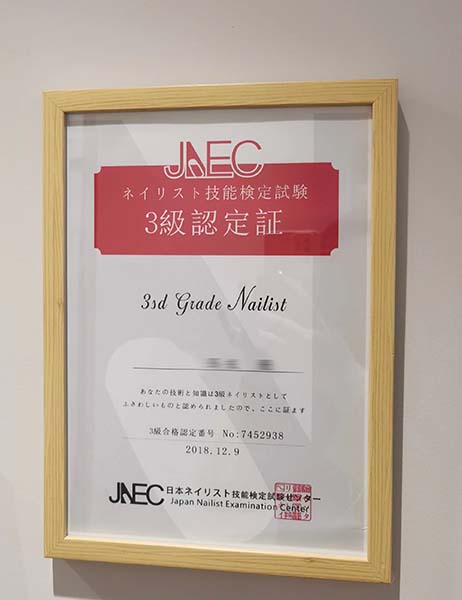 JNEC
ネイリスト技能検定試験
3級認定証
3sd Grade Nailist
あなたの技術と知識は3級ネイリストとして
ふさわしいものと認められましたので、ここに証ます
3級合格認定番号 No:7452938
2018.12.9
JNEC 日本ネイリスト技能検定試験センター
Japan Nailist Examination Center